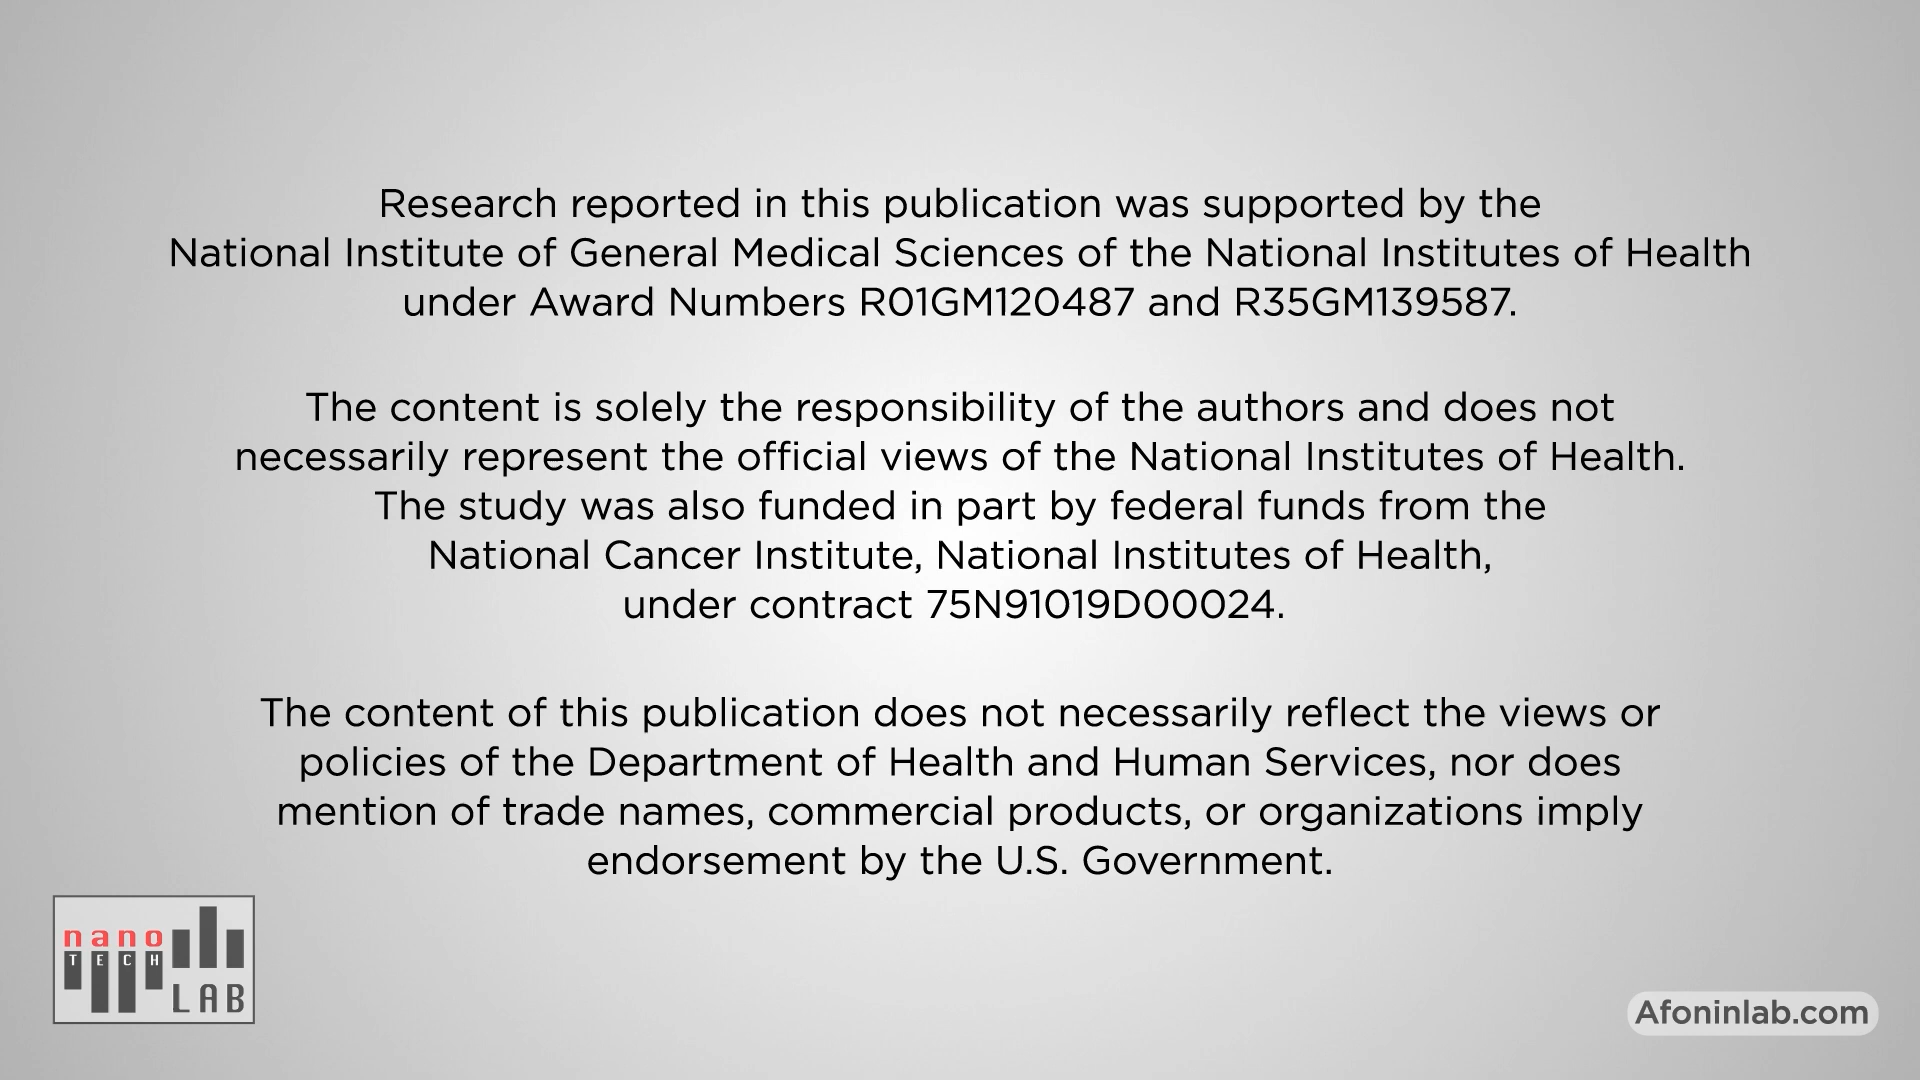 Research reported in this publication was supported by the
National Institute of General Medical Sciences of the National Institutes of Health
under Award Numbers R01GM120487 and R35GM139587.
The content is solely the responsibility of the authors and does not
necessarily represent the official views of the National Institutes of Health.
The study was also funded in part by federal funds from the
National Cancer Institute, National Institutes of Health,
under contract 75N91019D00024.
The content of this publication does not necessarily reflect the views or
policies of the Department of Health and Human Services, nor does
mention of trade names, commercial products, or organizations imply
endorsement by the U.S. Government.
nano
TECH
LAB
Afoninlab.com